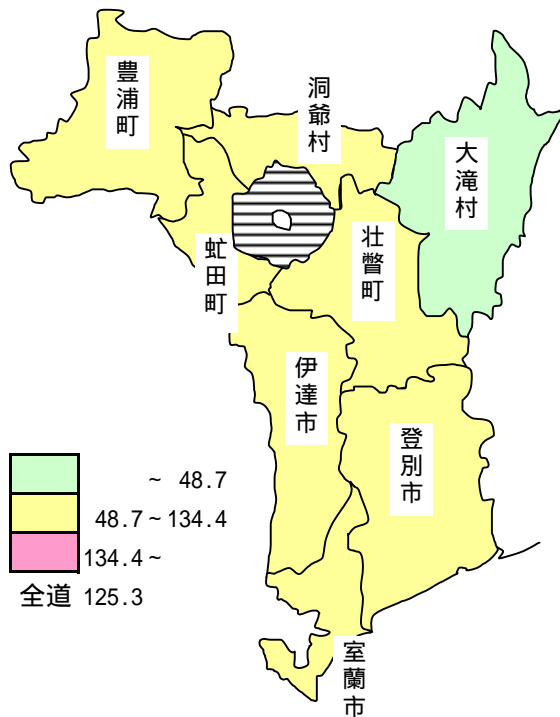 豊浦町
洞爺村
大滝村
虻田町
壮瞥町
伊達市
登別市
室蘭市
~ 48.7
48.7~134.4
134.4~
全道 125.3